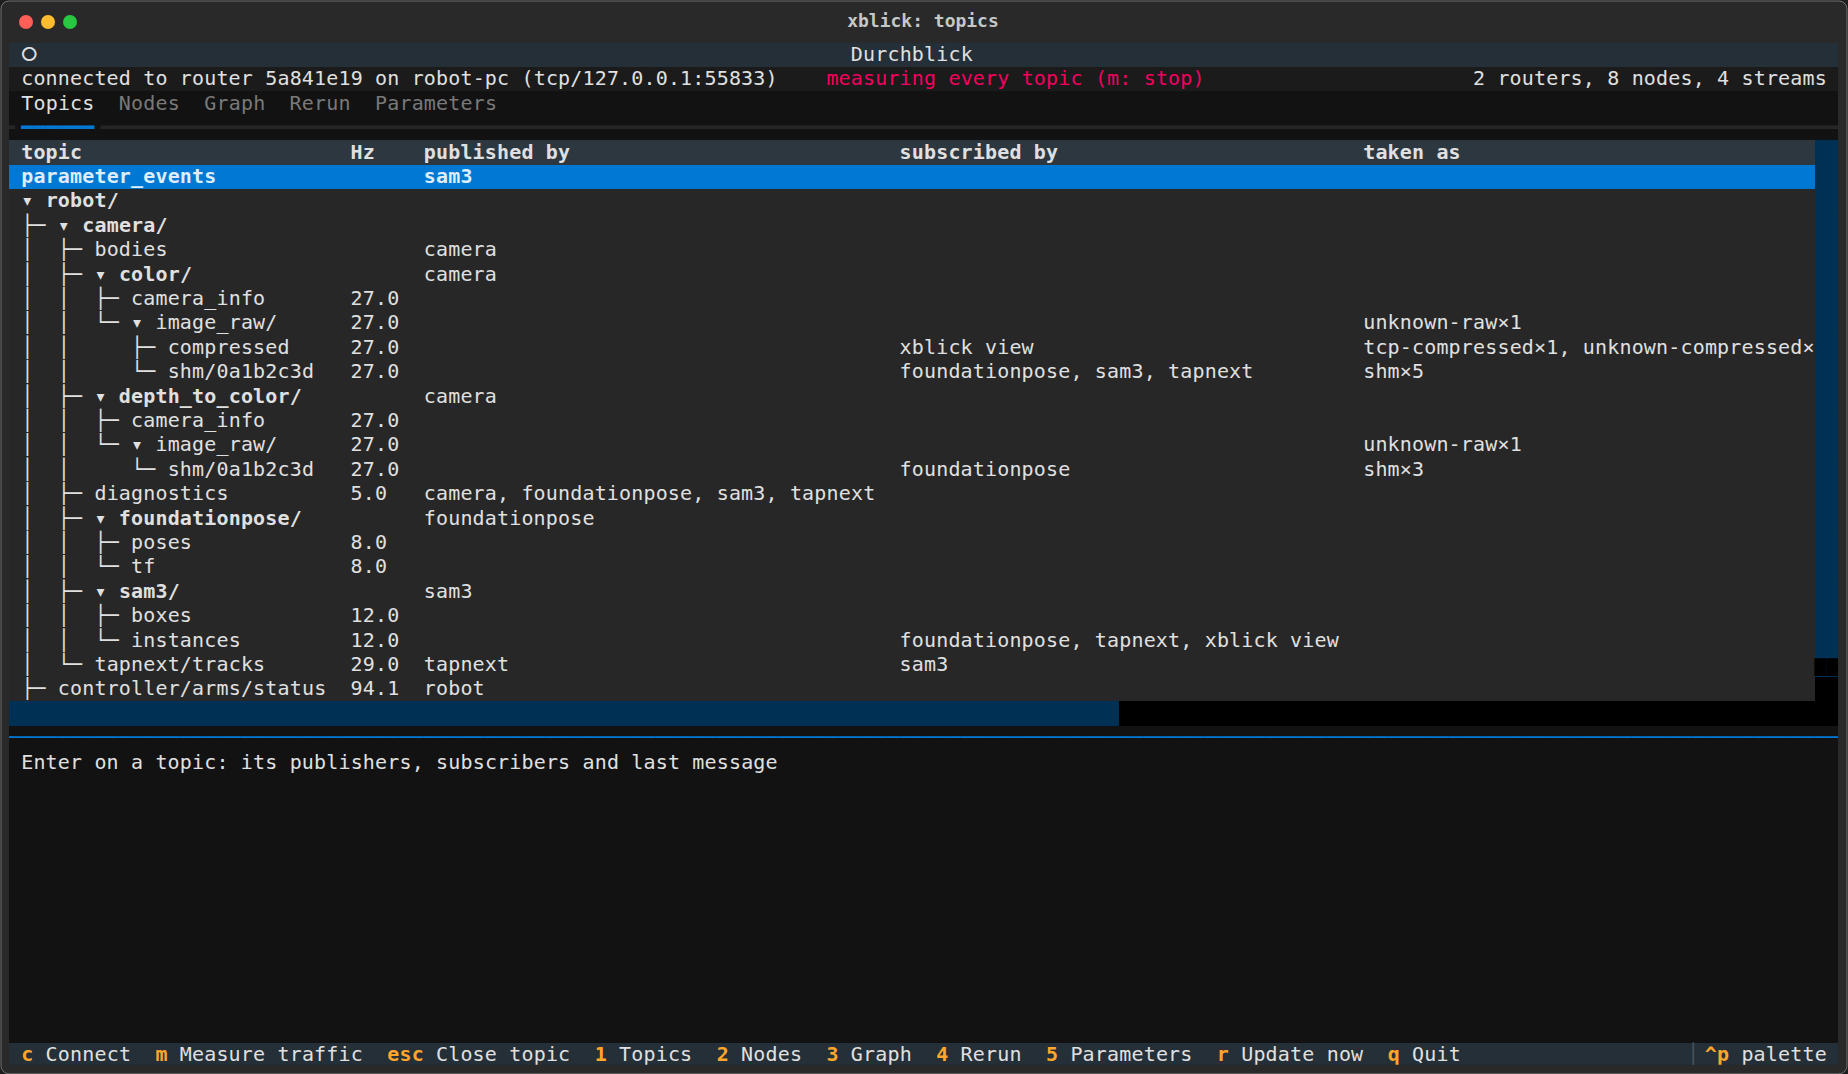 xblick: topics
Durchblick
connected to router 5a841e19 on robot-pc (tcp/127.0.0.1:55833)    measuring every topic (m: stop)    2 routers, 8 nodes, 4 streams
Topics  Nodes  Graph  Rerun  Parameters
topic  Hz  published by  subscribed by  taken as
parameter_events  sam3
▾ robot/
├─ ▾ camera/
│  ├─ bodies  camera
│  ├─ ▾ color/  camera
│  │  ├─ camera_info  27.0
│  │  └─ ▾ image_raw/  27.0  unknown-raw×1
│  │     ├─ compressed  27.0  xblick view  tcp-compressed×1, unknown-compressed×
│  │     └─ shm/0a1b2c3d  27.0  foundationpose, sam3, tapnext  shm×5
│  ├─ ▾ depth_to_color/  camera
│  │  ├─ camera_info  27.0
│  │  └─ ▾ image_raw/  27.0  unknown-raw×1
│  │     └─ shm/0a1b2c3d  27.0  foundationpose  shm×3
│  ├─ diagnostics  5.0  camera, foundationpose, sam3, tapnext
│  ├─ ▾ foundationpose/  foundationpose
│  │  ├─ poses  8.0
│  │  └─ tf  8.0
│  ├─ ▾ sam3/  sam3
│  │  ├─ boxes  12.0
│  │  └─ instances  12.0  foundationpose, tapnext, xblick view
│  └─ tapnext/tracks  29.0  tapnext  sam3
├─ controller/arms/status  94.1  robot
Enter on a topic: its publishers, subscribers and last message
c Connect  m Measure traffic  esc Close topic  1 Topics  2 Nodes  3 Graph  4 Rerun  5 Parameters  r Update now  q Quit  ^p palette